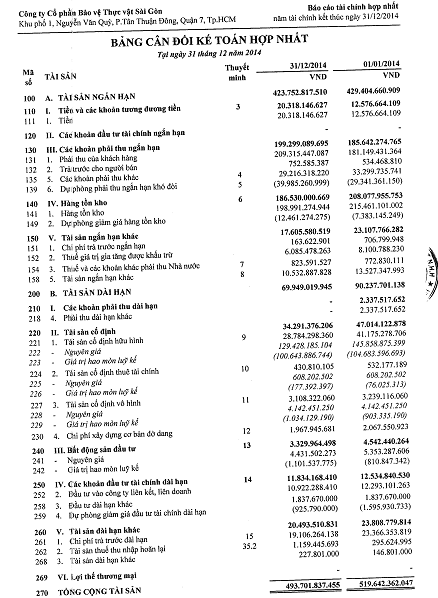 Công ty Cổ phần Bảo vệ Thực vật Sài Gòn Báo cáo tài chính hợp nhất
Khu phố 1, Nguyễn Văn Quỳ, P.Tân Thuận Đông, Quận 7, Tp.HCM năm tài chính kết thúc ngày 31/12/2014
BẢNG CÂN ĐỐI KẾ TOÁN HỢP NHẤT
Tại ngày 31 tháng 12 năm 2014
Mã số TÀI SẢN Thuyết minh 31/12/2014 VND 01/01/2014 VND
100 A. TÀI SẢN NGẮN HẠN 423.752.817.510 429.404.660.909
110 I. Tiền và các khoản tương đương tiền 3 20.318.147.627 12.576.664.109
111 1. Tiền 20.318.147.627 12.576.664.109
120 II. Các khoản đầu tư tài chính ngắn hạn - -
130 III. Các khoản phải thu ngắn hạn 199.299.089.695 185.642.274.765
131 1. Phải thu của khách hàng 209.315.447.087 181.149.431.364
132 2. Trả trước cho người bán 752.585.387 534.468.810
135 5. Các khoản phải thu khác 4 29.216.318.220 33.299.735.741
139 6. Dự phòng phải thu ngắn hạn khó đòi 5 (39.985.260.999) (29.341.361.150)
140 IV. Hàng tồn kho 6 186.530.000.669 208.077.955.753
141 1. Hàng tồn kho 198.991.274.944 215.461.101.002
149 2. Dự phòng giảm giá hàng tồn kho (12.461.274.275) (7.383.145.249)
150 V. Tài sản ngắn hạn khác 17.605.580.519 23.107.766.282
151 1. Chi phí trả trước ngắn hạn 163.622.901 706.799.948
152 2. Thuế giá trị gia tăng được khấu trừ 6.085.478.263 8.100.788.230
154 3. Thuế và các khoản khác phải thu Nhà nước 7 823.591.527 772.830.111
158 5. Tài sản ngắn hạn khác 8 10.532.887.828 13.527.347.993
200 B. TÀI SẢN DÀI HẠN 69.949.019.945 90.237.701.138
210 I. Các khoản phải thu dài hạn - 2.337.517.652
218 4. Phải thu dài hạn khác - 2.337.517.652
220 II. Tài sản cố định 34.291.376.206 47.014.122.878
221 1. Tài sản cố định hữu hình 9 28.784.298.360 41.175.278.706
222 - Nguyên giá 129.428.185.104 145.858.875.399
223 - Giá trị hao mòn luỹ kế (100.643.886.744) (104.683.596.693)
224 2. Tài sản cố định thuê tài chính 10 430.810.105 532.177.189
225 - Nguyên giá 608.202.502 608.202.502
226 - Giá trị hao mòn luỹ kế (177.392.397) (76.025.313)
227 3. Tài sản cố định vô hình 11 3.108.322.060 3.239.116.060
228 - Nguyên giá 4.142.451.250 4.142.451.250
229 - Giá trị hao mòn luỹ kế (1.034.129.190) (903.335.190)
230 4. Chi phí xây dựng cơ bản dở dang 12 1.967.945.681 2.067.550.923
240 III. Bất động sản đầu tư 13 3.329.964.498 4.542.440.264
241 - Nguyên giá 4.431.502.273 5.353.287.606
242 - Giá trị hao mòn luỹ kế (1.101.537.775) (810.847.342)
250 IV. Các khoản đầu tư tài chính dài hạn 14 11.834.168.410 12.534.840.530
252 2. Đầu tư vào công ty liên kết, liên doanh 10.922.288.410 12.293.101.263
258 3. Đầu tư dài hạn khác 1.837.670.000 1.837.670.000
259 4. Dự phòng giảm giá đầu tư tài chính dài hạn (925.790.000) (1.595.930.733)
260 V. Tài sản dài hạn khác 20.493.510.831 23.808.779.814
261 1. Chi phí trả trước dài hạn 15 19.106.264.138 23.366.353.819
262 2. Tài sản thuế thu nhập hoãn lại 35.2 1.159.445.693 295.624.995
268 3. Tài sản dài hạn khác 227.801.000 146.801.000
269 VI. Lợi thế thương mại - -
270 TỔNG CỘNG TÀI SẢN 493.701.837.455 519.642.362.047